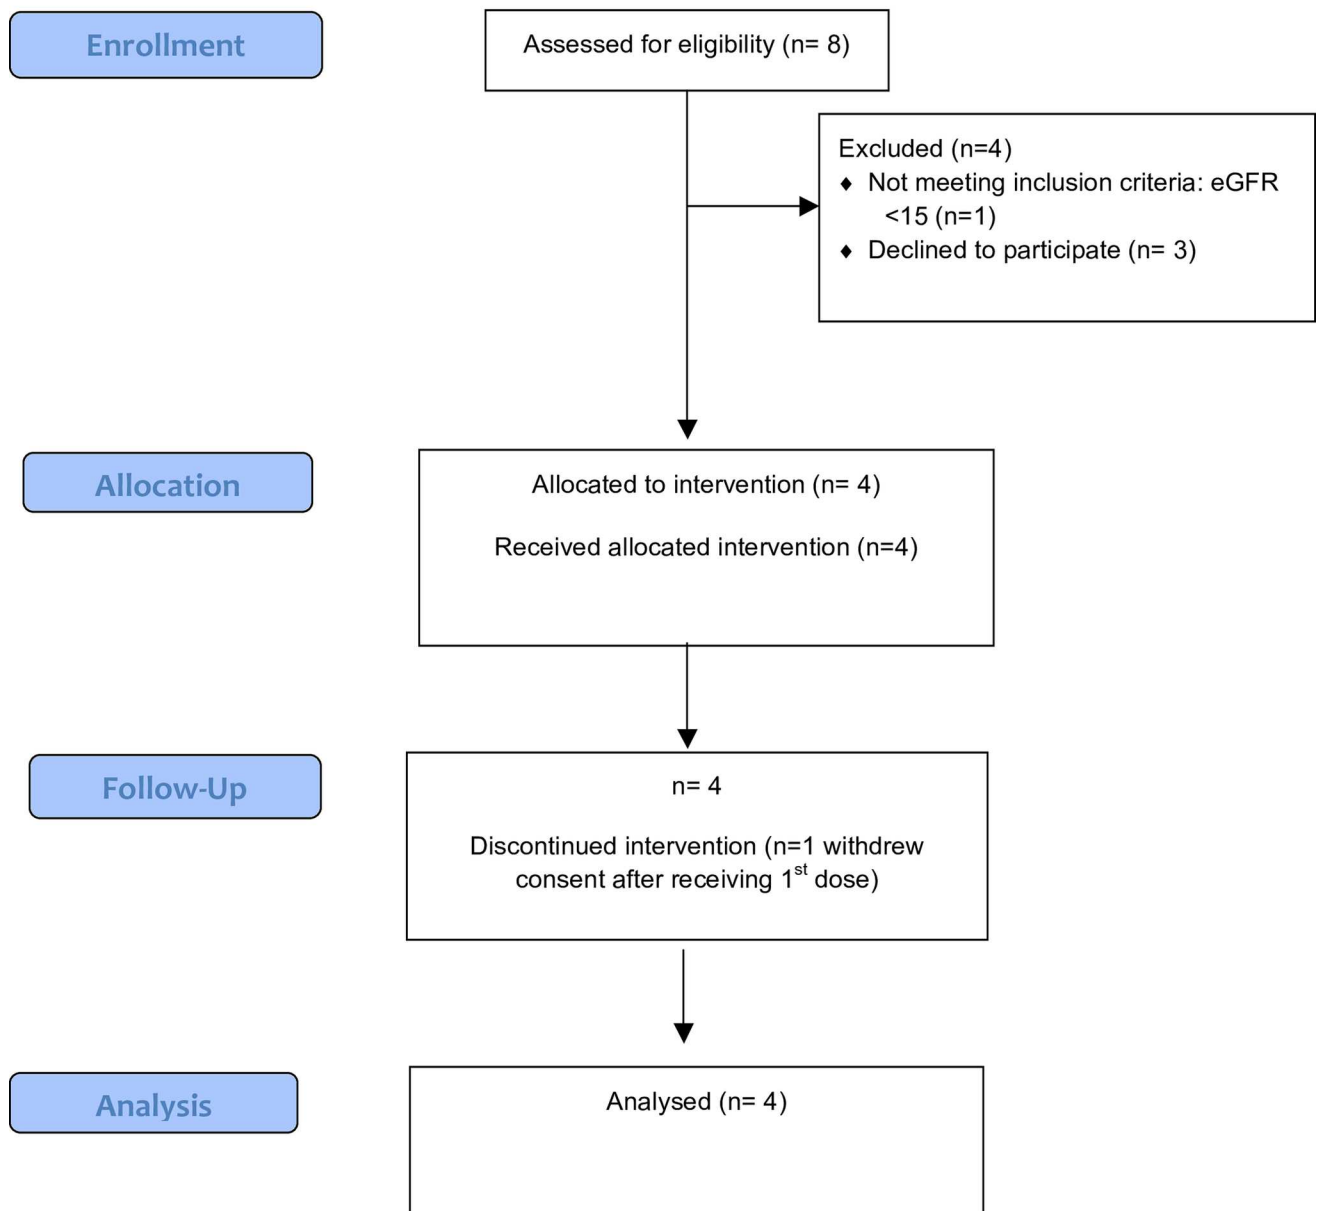 Enrollment
Assessed for eligibility (n= 8)
Excluded (n=4)
♦ Not meeting inclusion criteria: eGFR
<15 (n=1)
♦ Declined to participate (n= 3)
Allocation
Allocated to intervention (n= 4)
Received allocated intervention (n=4)
Follow-Up
n= 4
Discontinued intervention (n=1 withdrew
consent after receiving 1st dose)
Analysis
Analysed (n= 4)